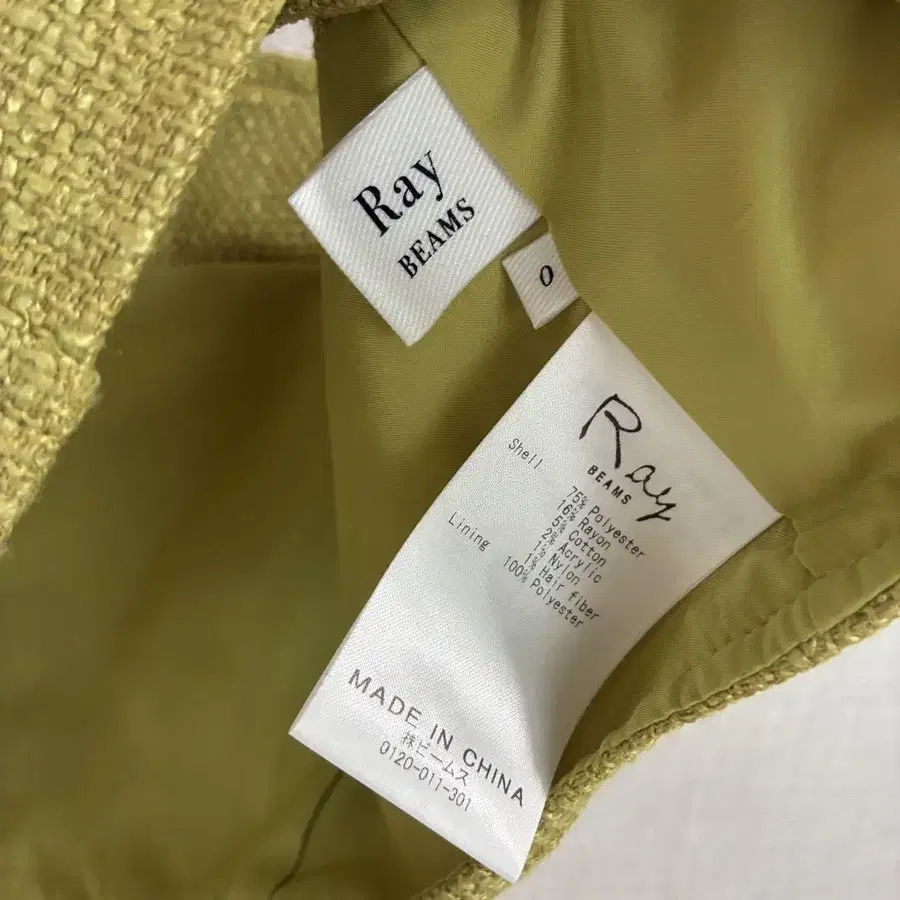 Ray
BEAMS
0
Ray
BEAMS
Shell
75% Polyester
16% Rayon
5% Cotton
2% Acrylic
1% Nylon
1% Hair fiber
Lining
100% Polyester
MADE IN CHINA
㈱ビームス
0120-011-301